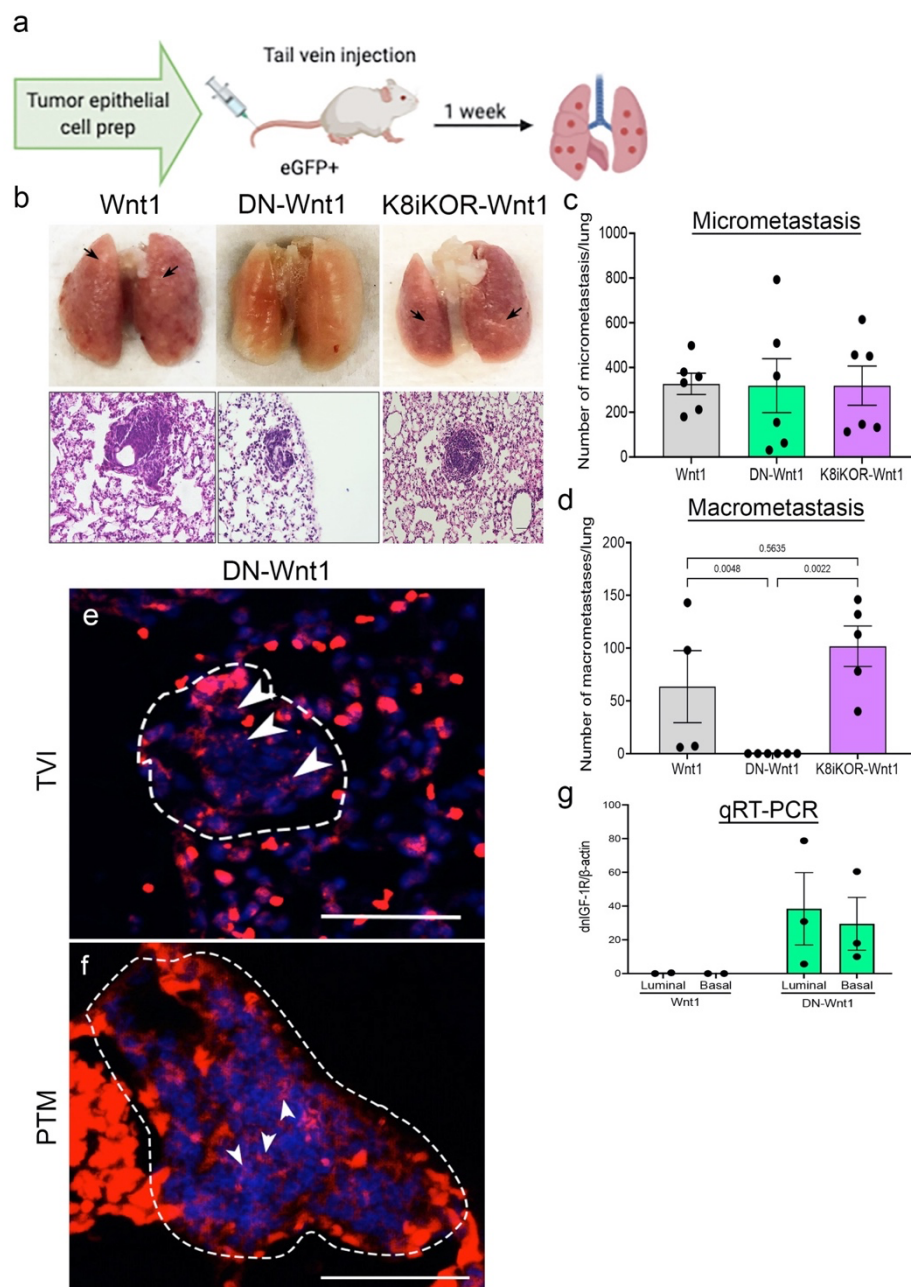 a
Tail vein injection
Tumor epithelial
cell prep
1 week
eGFP+
b
Wnt1
DN-Wnt1
K8iKOR-Wnt1
c
Micrometastasis
Number of micrometastasis/lung
1000
800
600
400
200
0
Wnt1
DN-Wnt1
K8iKOR-Wnt1
d
Macrometastasis
Number of macrometastases/lung
200
150
100
50
0
0.5635
0.0048
0.0022
Wnt1
DN-Wnt1
K8iKOR-Wnt1
DN-Wnt1
e
TVI
f
PTM
g
qRT-PCR
dnIGF-1R/β-actin
100
80
60
40
20
0
Luminal
Basal
Luminal
Basal
Wnt1
DN-Wnt1